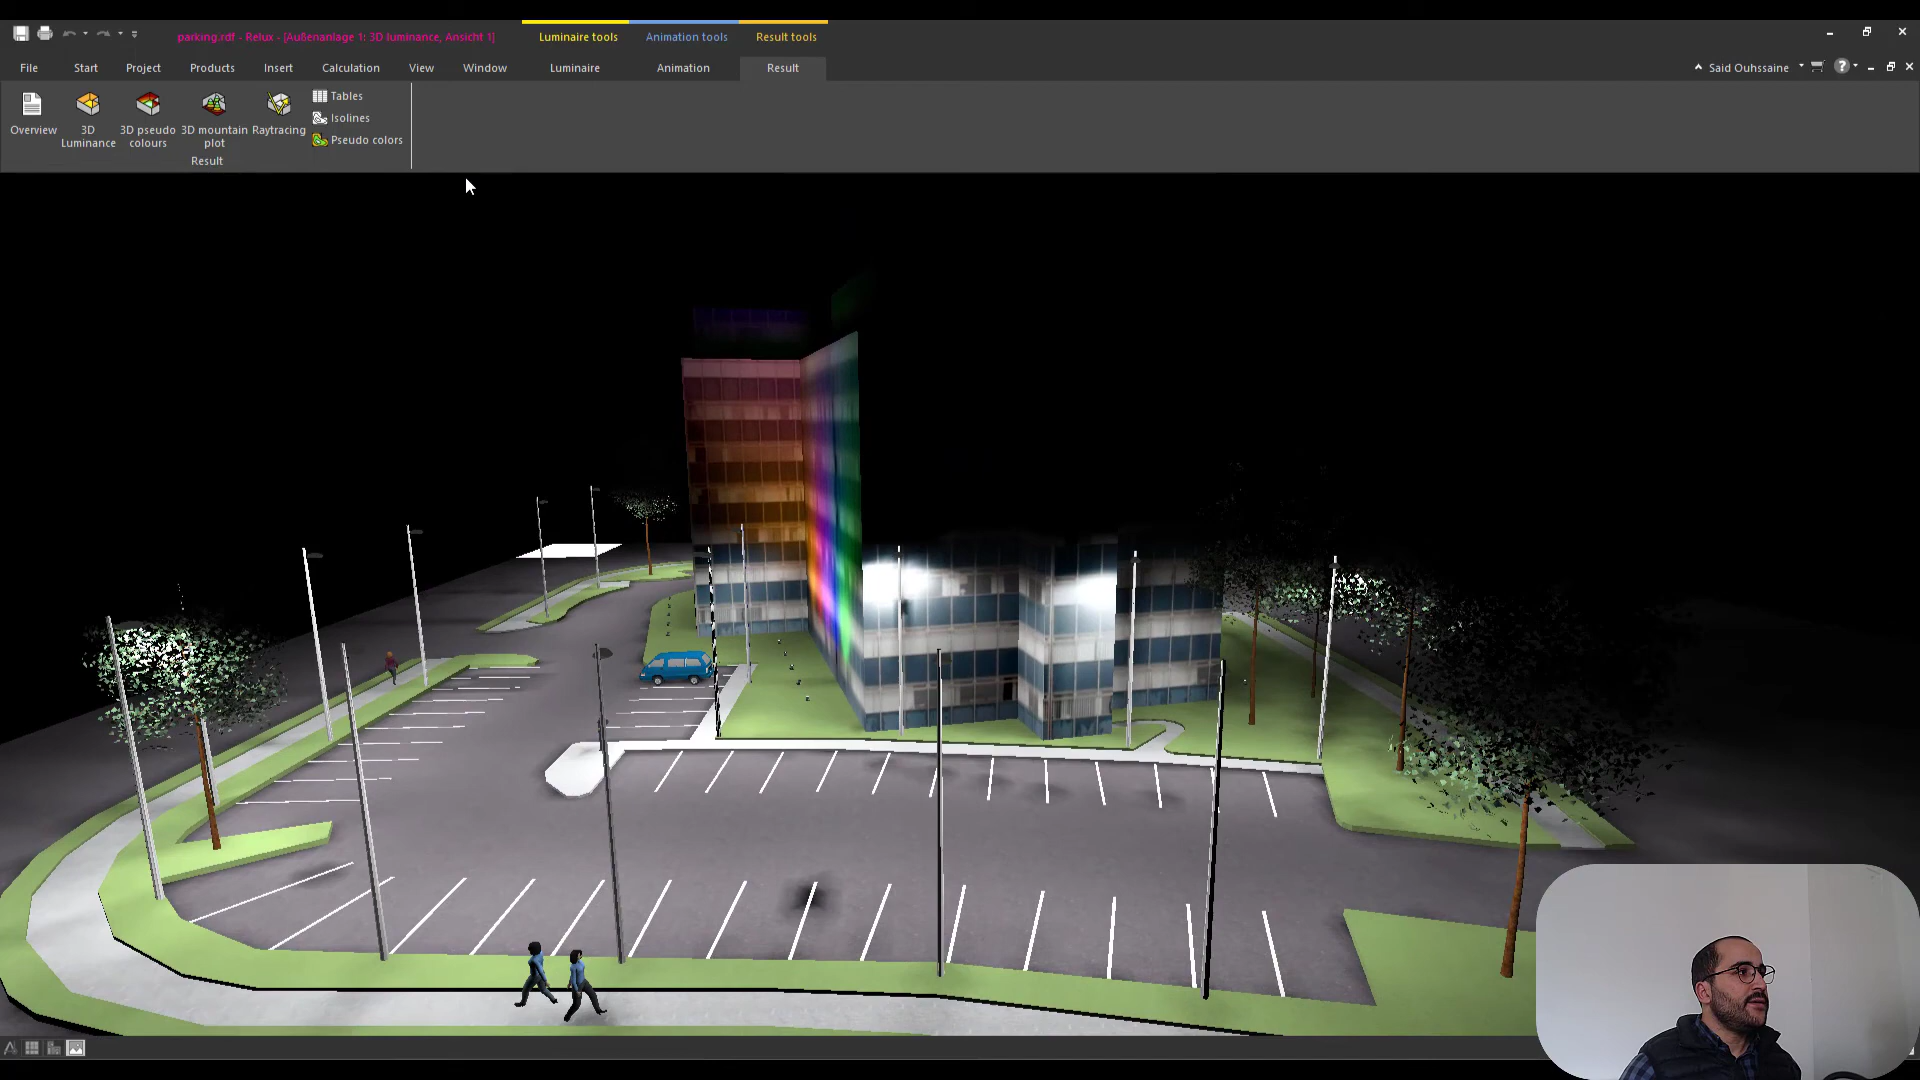 parking.rdf - Relux - [Außenanlage 1: 3D luminance, Ansicht 1]
Luminaire tools
Animation tools
Result tools
File
Start
Project
Products
Insert
Calculation
View
Window
Luminaire
Animation
Result
Said Ouhssaine
Overview
3D
Luminance
3D pseudo
colours
3D mountain
plot
Raytracing
Tables
Isolines
Pseudo colors
Result